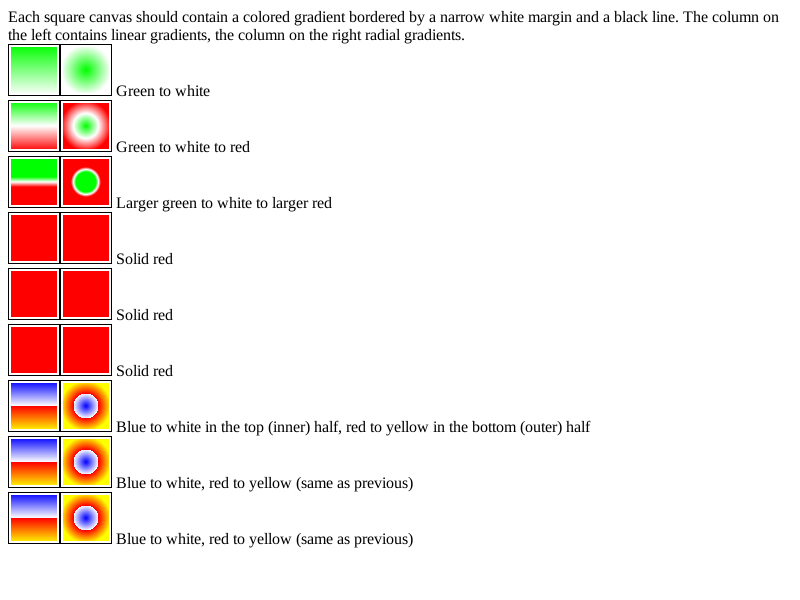 Each square canvas should contain a colored gradient bordered by a narrow white margin and a black line. The column on
the left contains linear gradients, the column on the right radial gradients.
Green to white
Green to white to red
Larger green to white to larger red
Solid red
Solid red
Solid red
Blue to white in the top (inner) half, red to yellow in the bottom (outer) half
Blue to white, red to yellow (same as previous)
Blue to white, red to yellow (same as previous)